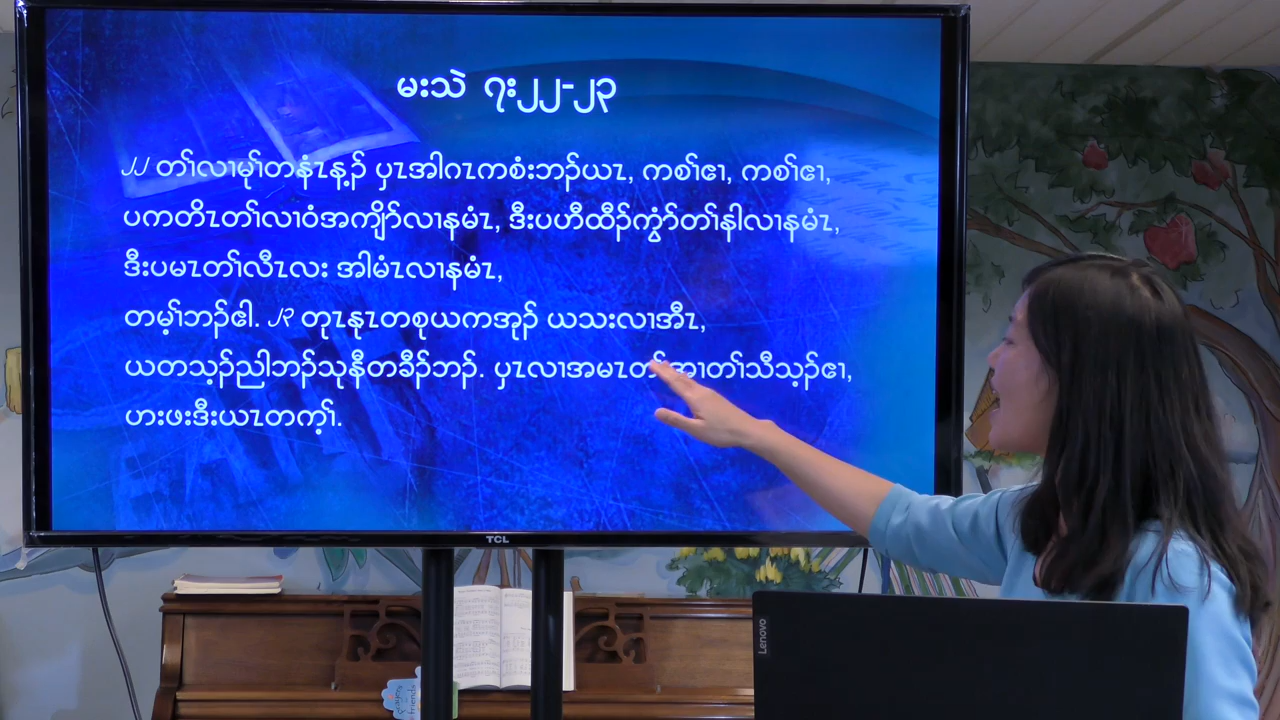 မးသဲ ၇း၂၂-၂၃
၂၂ တၢ်လၢမုၢ်တနံၤန့ၣ် ပှၤအါဂၤကစံးဘၣ်ယၤ, ကစၢ်ဧၢ, ကစၢ်ဧၢ,
ပကတိၤတၢ်လၢဝံအကျိာ်လၢနမံၤ, ဒီးပဟီထီၣ်ကွံာ်တၢ်နါလၢနမံၤ,
ဒီးပမၤတၢ်လီၤလး အါမံၤလၢနမံၤ,
တမ့ၢ်ဘၣ်ဧါ. ၂၃ တုၤနုၤတစုယကအုၣ် ယသးလၢအီၤ,
ယတသ့ၣ်ညါဘၣ်သုနီတခီၣ်ဘၣ်. ပှၤလၢအမၤတၢ်အၢတၢ်သီသ့ၣ်ဧၢ,
ဟးဖးဒီးယၤတက့ၢ်.
TCL
Lenovo